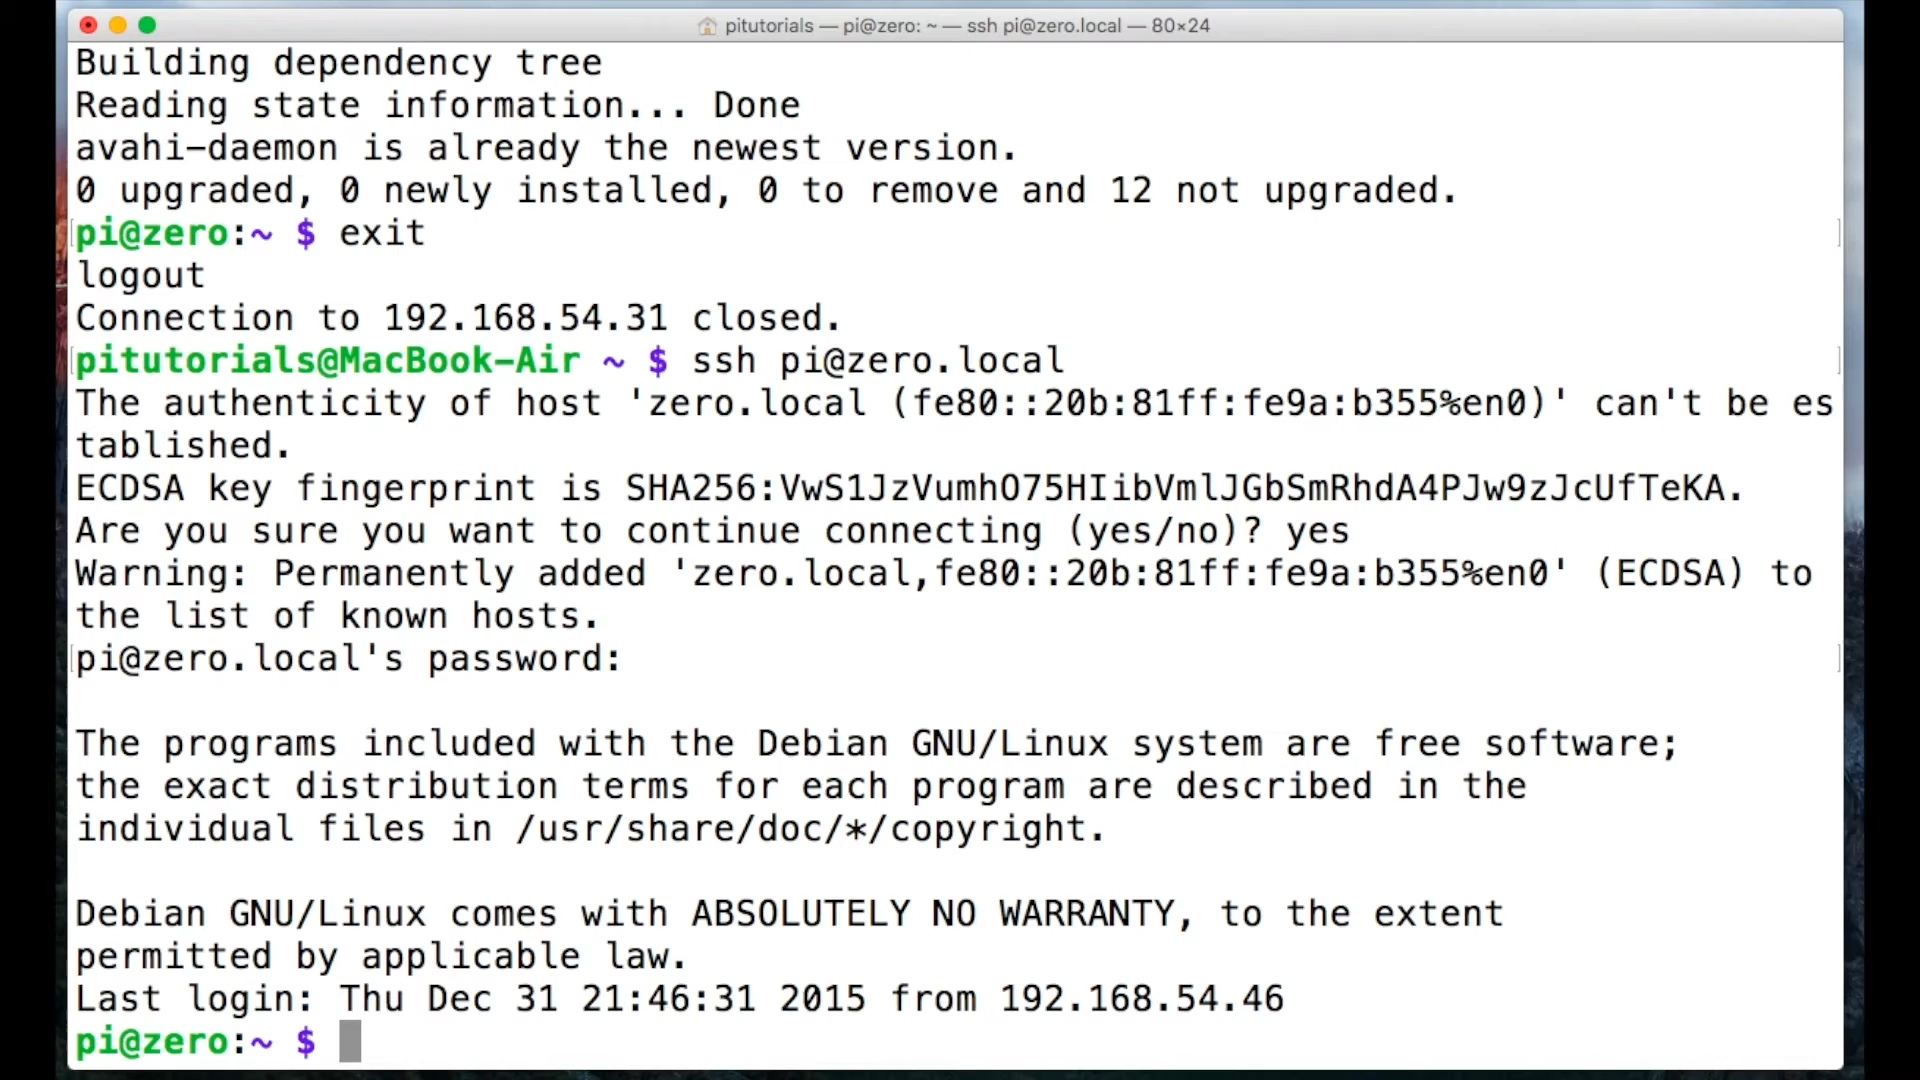 pitutorials — pi@zero: ~ — ssh pi@zero.local — 80×24
Building dependency tree
Reading state information... Done
avahi-daemon is already the newest version.
0 upgraded, 0 newly installed, 0 to remove and 12 not upgraded.
pi@zero:~ $ exit
logout
Connection to 192.168.54.31 closed.
pitutorials@MacBook-Air ~ $ ssh pi@zero.local
The authenticity of host 'zero.local (fe80::20b:81ff:fe9a:b355%en0)' can't be es
tablished.
ECDSA key fingerprint is SHA256:VwS1JzVumhO75HIibVmlJGbSmRhdA4PJw9zJcUfTeKA.
Are you sure you want to continue connecting (yes/no)? yes
Warning: Permanently added 'zero.local,fe80::20b:81ff:fe9a:b355%en0' (ECDSA) to
the list of known hosts.
pi@zero.local's password:
The programs included with the Debian GNU/Linux system are free software;
the exact distribution terms for each program are described in the
individual files in /usr/share/doc/*/copyright.
Debian GNU/Linux comes with ABSOLUTELY NO WARRANTY, to the extent
permitted by applicable law.
Last login: Thu Dec 31 21:46:31 2015 from 192.168.54.46
pi@zero:~ $